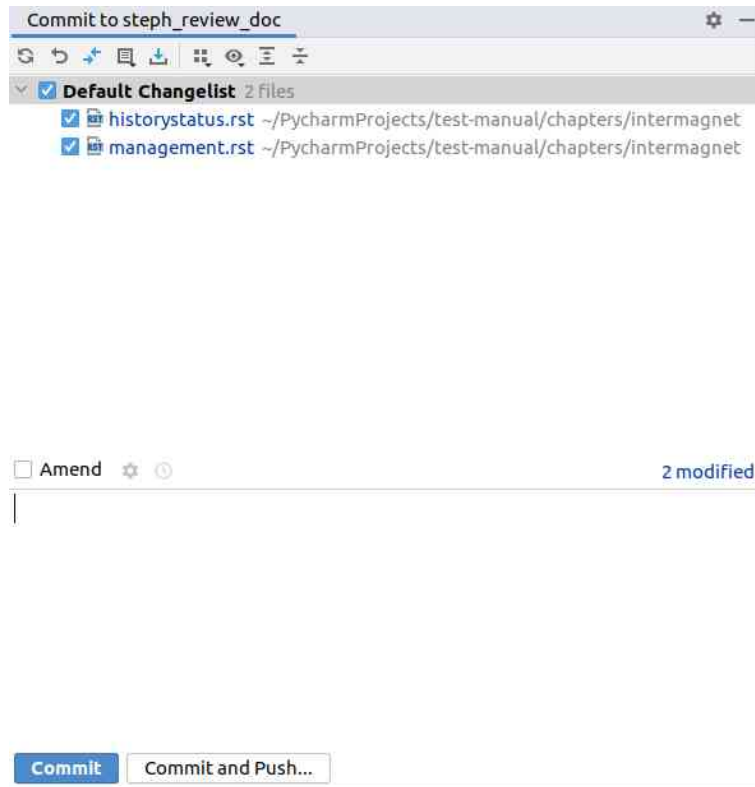 Commit to steph_review_doc
Default Changelist 2 files
historystatus.rst ~/PycharmProjects/test-manual/chapters/intermagnet
management.rst ~/PycharmProjects/test-manual/chapters/intermagnet
Amend 2 modified
Commit Commit and Push...